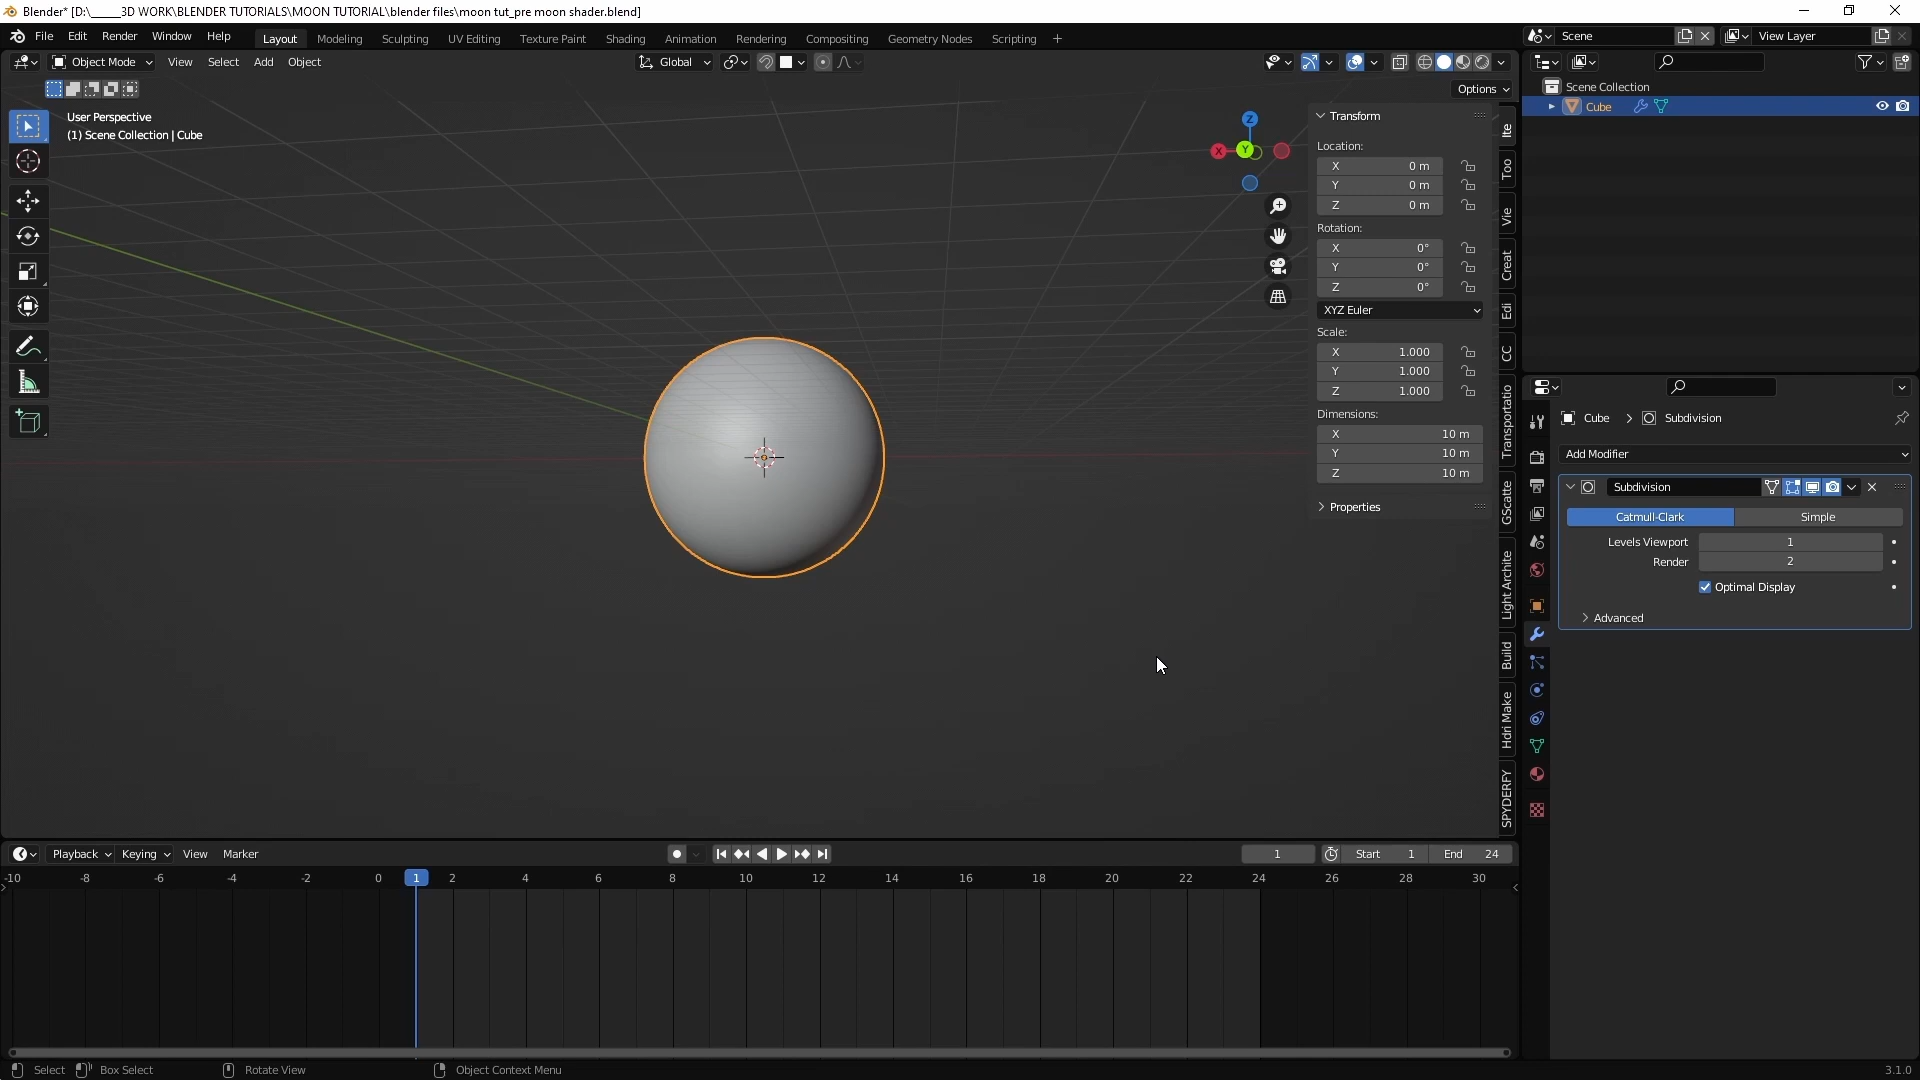 Blender* [D:\_____3D WORK\BLENDER TUTORIALS\MOON TUTORIAL\blender files\moon tut_pre moon shader.blend]
File Edit Render Window Help Layout Modeling Sculpting UV Editing Texture Paint Shading Animation Rendering Compositing Geometry Nodes Scripting + Scene View Layer
Object Mode View Select Add Object Global
Options
User Perspective
(1) Scene Collection | Cube
Z
X
Y
Transform
Location:
X 0 m
Y 0 m
Z 0 m
Rotation:
X 0°
Y 0°
Z 0°
XYZ Euler
Scale:
X 1.000
Y 1.000
Z 1.000
Dimensions:
X 10 m
Y 10 m
Z 10 m
Properties
Ite
Too
Vie
Creat
Edi
CC
Transportatio
GScatte
Light Archite
Build
Hdri Make
SPYDERFY
Scene Collection
Cube
Cube > Subdivision
Add Modifier
Subdivision
Catmull-Clark Simple
Levels Viewport 1
Render 2
Optimal Display
Advanced
Playback Keying View Marker 1 Start 1 End 24
-10 -8 -6 -4 -2 0 1 2 4 6 8 10 12 14 16 18 20 22 24 26 28 30
Select Box Select Rotate View Object Context Menu 3.1.0